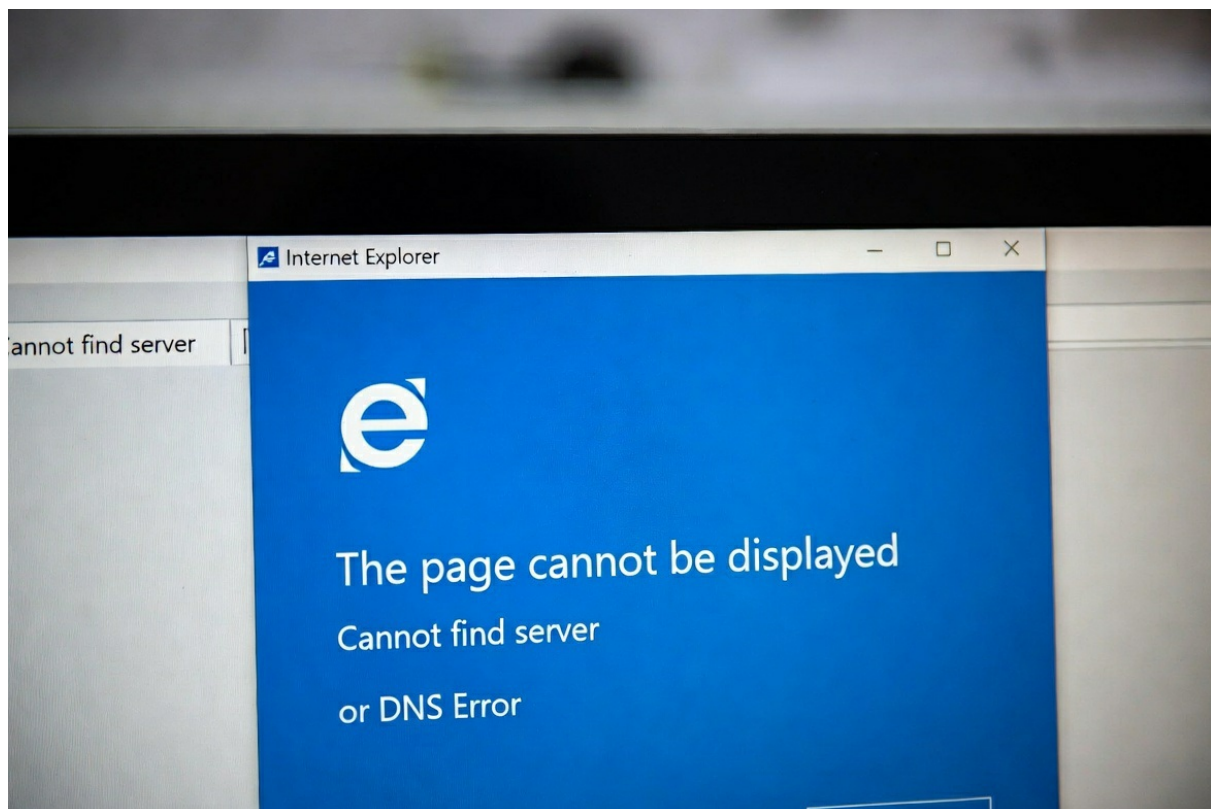 Internet Explorer
annot find server
The page cannot be displayed
Cannot find server
or DNS Error